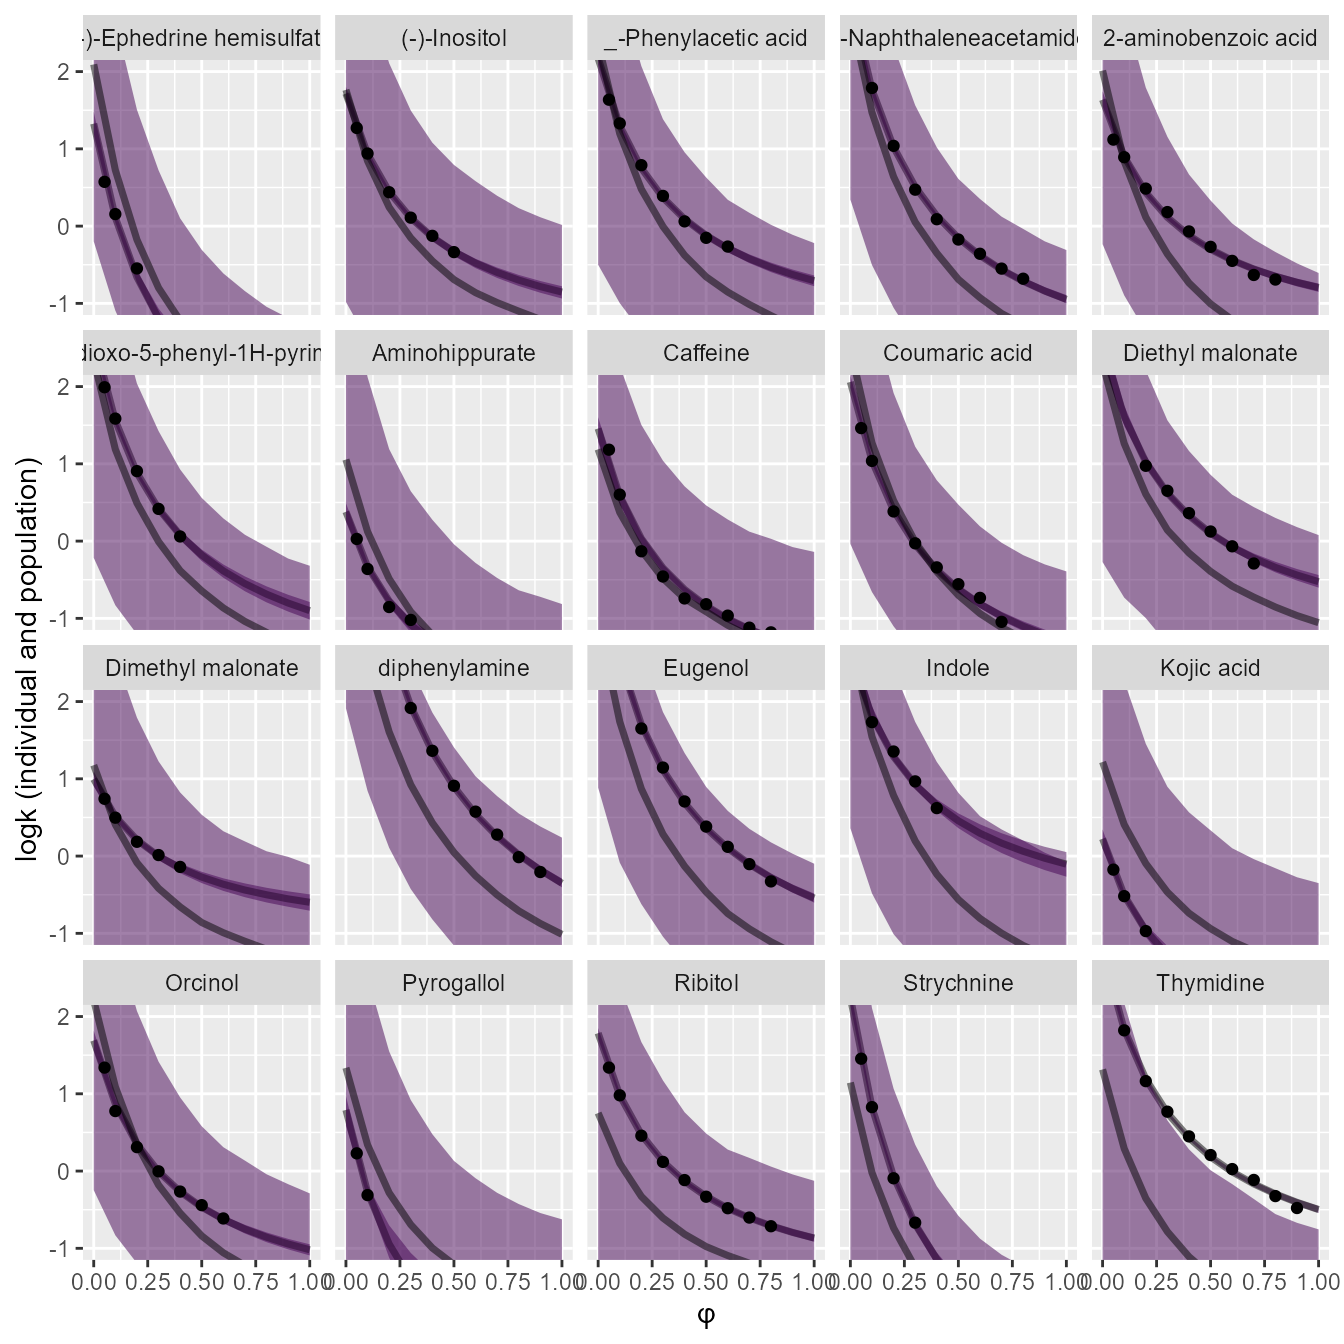 -)-Ephedrine hemisulfat
(-)-Inositol
_-Phenylacetic acid
-Naphthaleneacetamide
2-aminobenzoic acid
2
1
0
-1
dioxo-5-phenyl-1H-pyrin
Aminohippurate
Caffeine
Coumaric acid
Diethyl malonate
2
1
0
-1
logk (individual and population)
Dimethyl malonate
diphenylamine
Eugenol
Indole
Kojic acid
2
1
0
-1
Orcinol
Pyrogallol
Ribitol
Strychnine
Thymidine
2
1
0
-1
0.00 0.25 0.50 0.75 1.00 0.00 0.25 0.50 0.75 1.00 0.00 0.25 0.50 0.75 1.00 0.00 0.25 0.50 0.75 1.00 0.00 0.25 0.50 0.75 1.00
φ